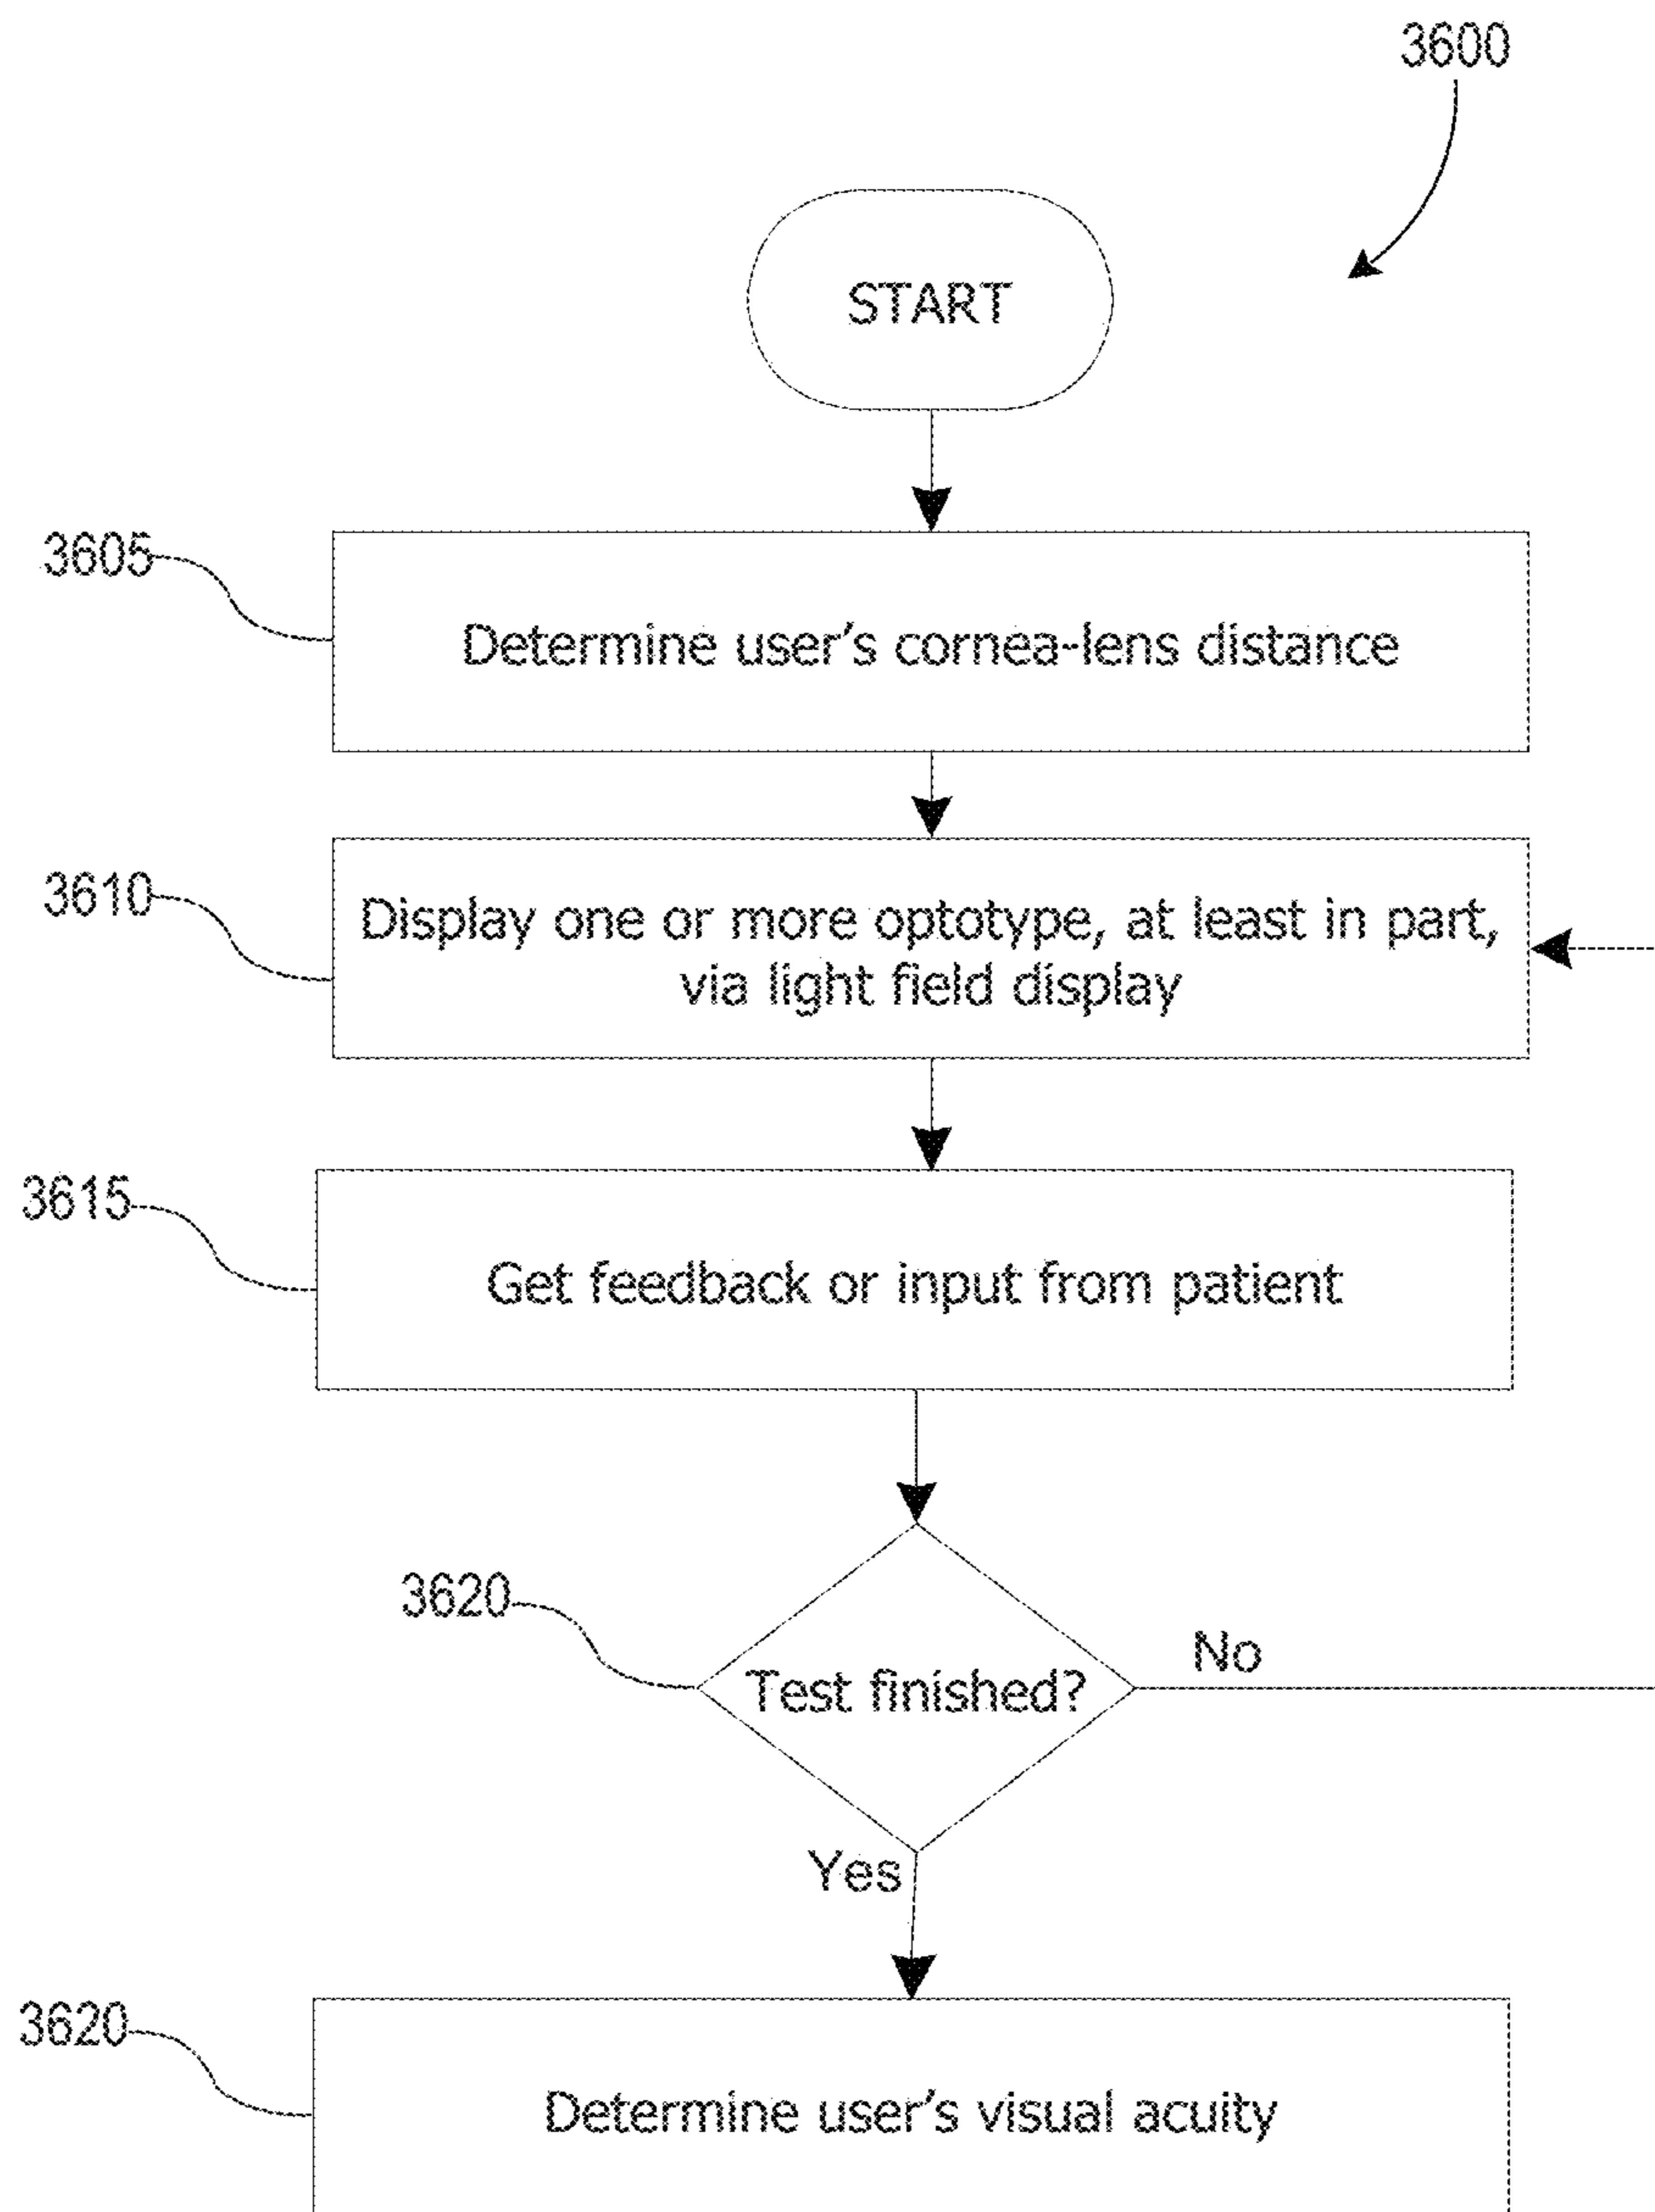 3600
START
3605
Determine user's cornea-lens distance
3610
Display one or more optotype, at least in part,
via light field display
3615
Get feedback or input from patient
3620
Test finished?
No
Yes
3620
Determine user's visual acuity